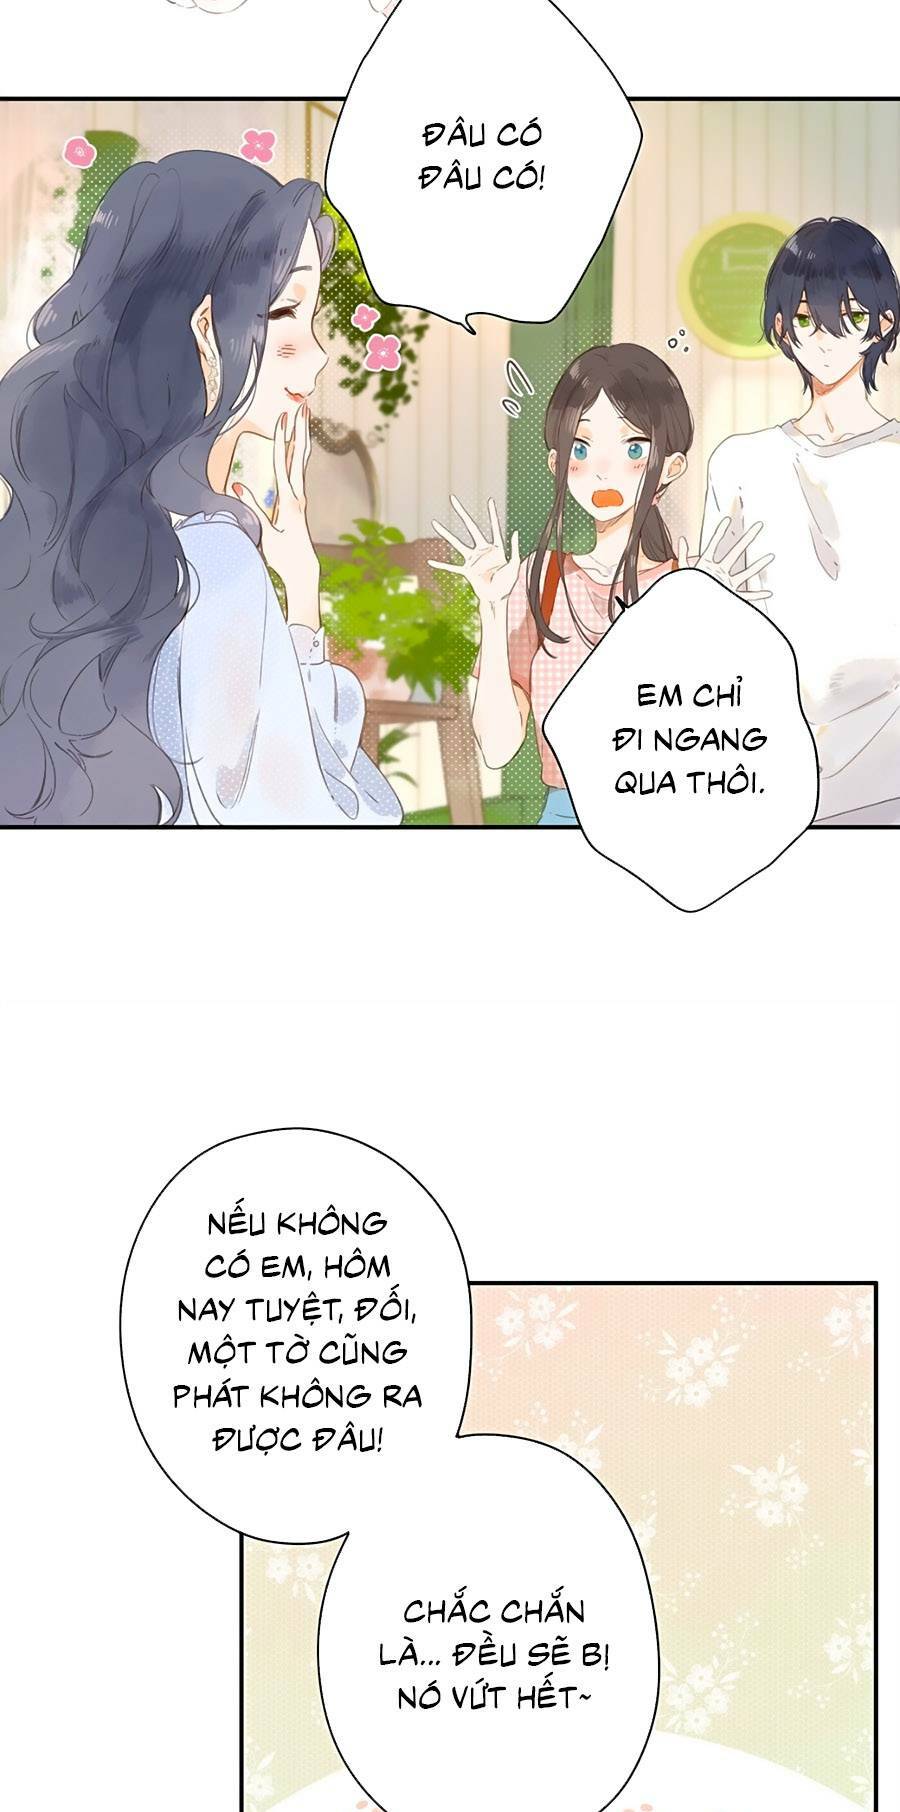 ĐÂU CÓ
ĐÂU CÓ!
EM CHỈ
ĐI NGANG
QUA THÔI.
NẾU KHÔNG
CÓ EM, HÔM
NAY TUYỆT, ĐỐI,
MỘT TỜ CŨNG
PHÁT KHÔNG RA
ĐƯỢC ĐÂU!
CHẮC CHẮN
LÀ... ĐỀU SẼ BỊ
NÓ VỨT HẾT~